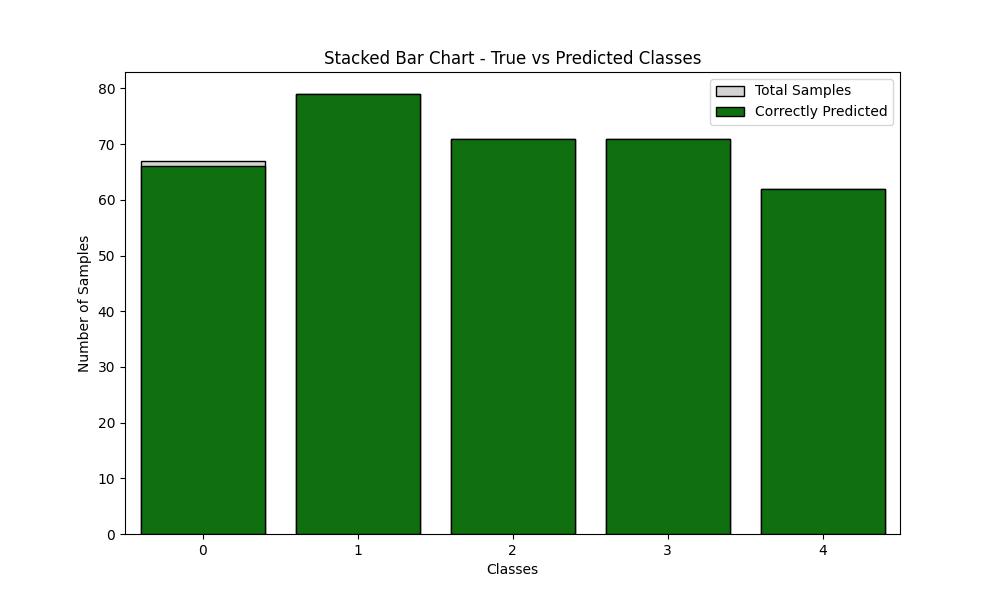 Stacked Bar Chart - True vs Predicted Classes
Total Samples
Correctly Predicted
80
70
60
50
40
30
20
10
0
Number of Samples
0 1 2 3 4
Classes